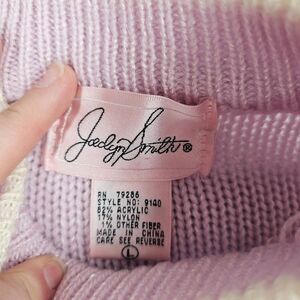 Jaclyn Smith®
RN 79286
STYLE NO: 9140
82% ACRYLIC
17% NYLON
1% OTHER FIBER
MADE IN CHINA
CARE SEE REVERSE
L